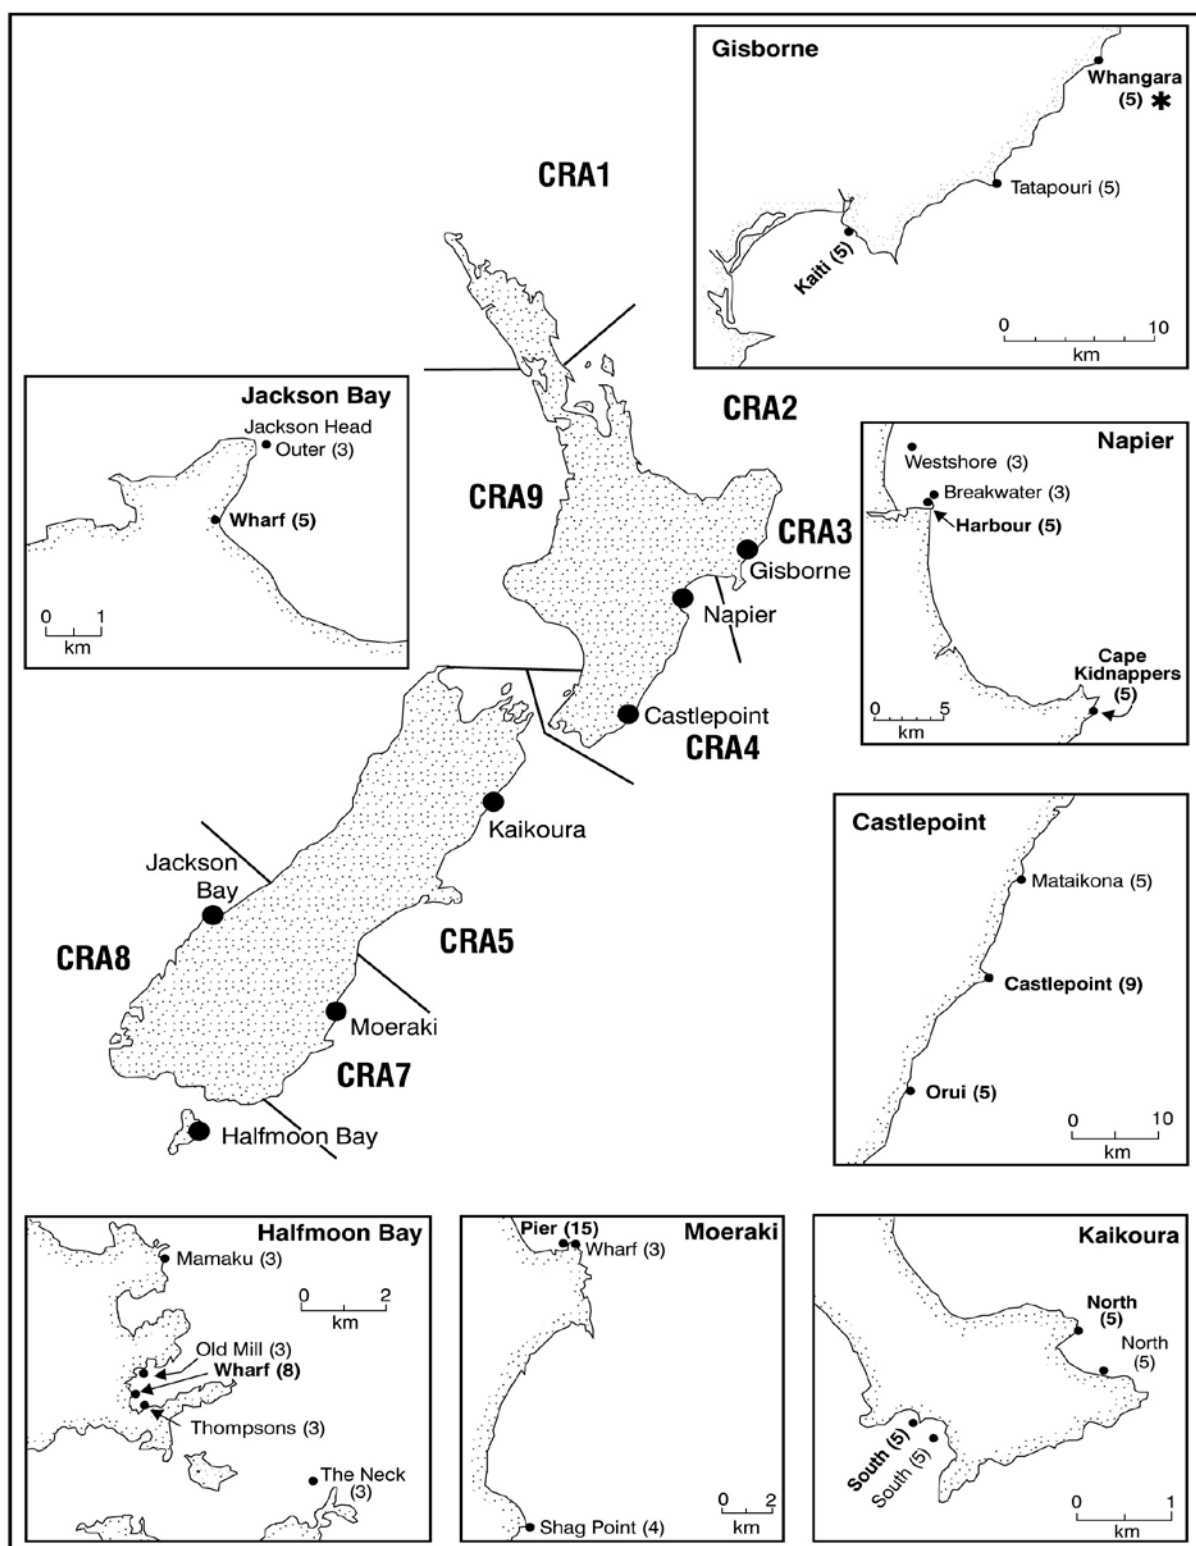 Gisborne
Whangara
(5) *
Tatapouri (5)
Kaiti (5)
0 10
km
CRA1
CRA2
CRA9
CRA3
Gisborne
Napier
Castlepoint
CRA4
Kaikoura
Jackson
Bay
CRA8
CRA5
Moeraki
CRA7
Halfmoon Bay
Jackson Bay
Jackson Head
Outer (3)
Wharf (5)
0 1
km
Napier
Westshore (3)
Breakwater (3)
Harbour (5)
Cape
Kidnappers
(5)
0 5
km
Castlepoint
Mataikona (5)
Castlepoint (9)
Orui (5)
0 10
km
Halfmoon Bay
Mamaku (3)
0 2
km
Old Mill (3)
Wharf (8)
Thompsons (3)
The Neck
(3)
Moeraki
Pier (15)
Wharf (3)
Shag Point (4)
0 2
km
Kaikoura
North
(5)
North
(5)
South (5)
South (5)
0 1
km